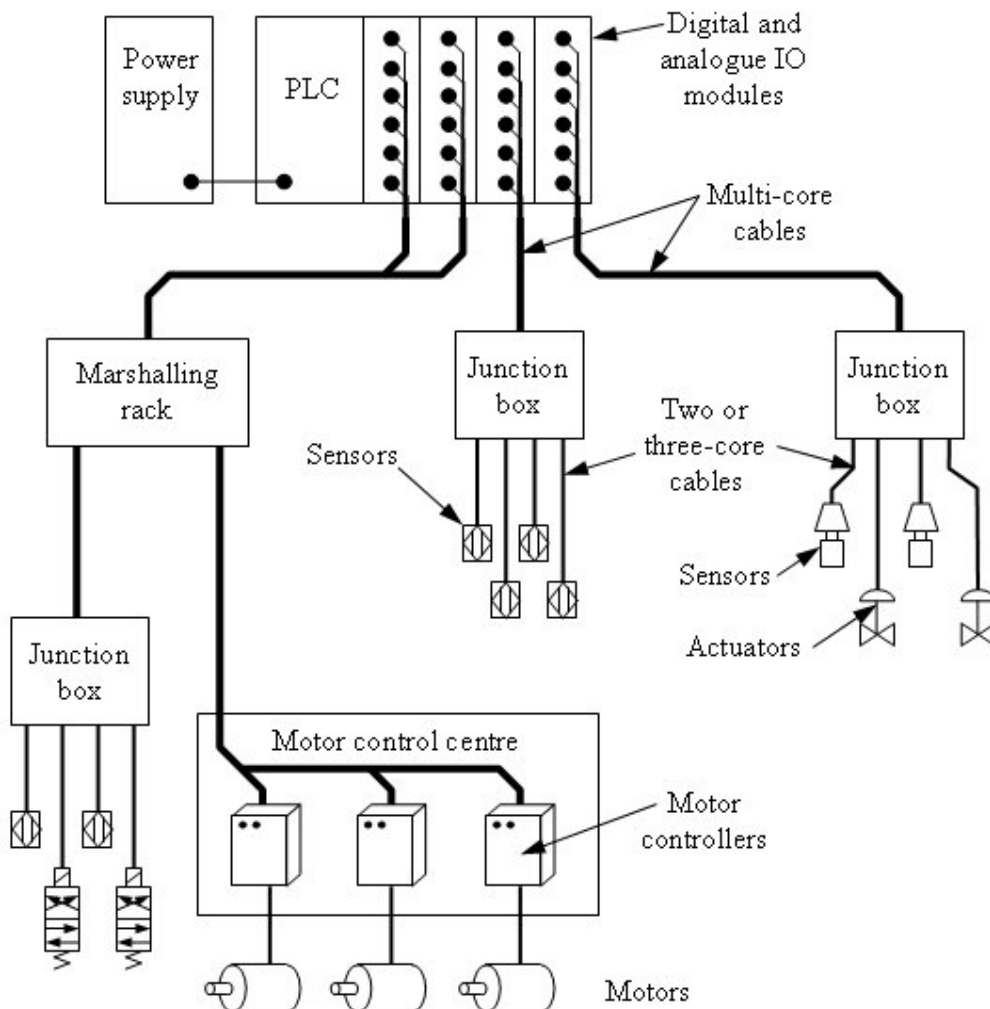 Power
supply
PLC
Digital and
analogue IO
modules
Multi-core
cables
Marshalling
rack
Junction
box
Junction
box
Sensors
Two or
three-core
cables
Sensors
Actuators
Junction
box
Motor control centre
Motor
controllers
Motors